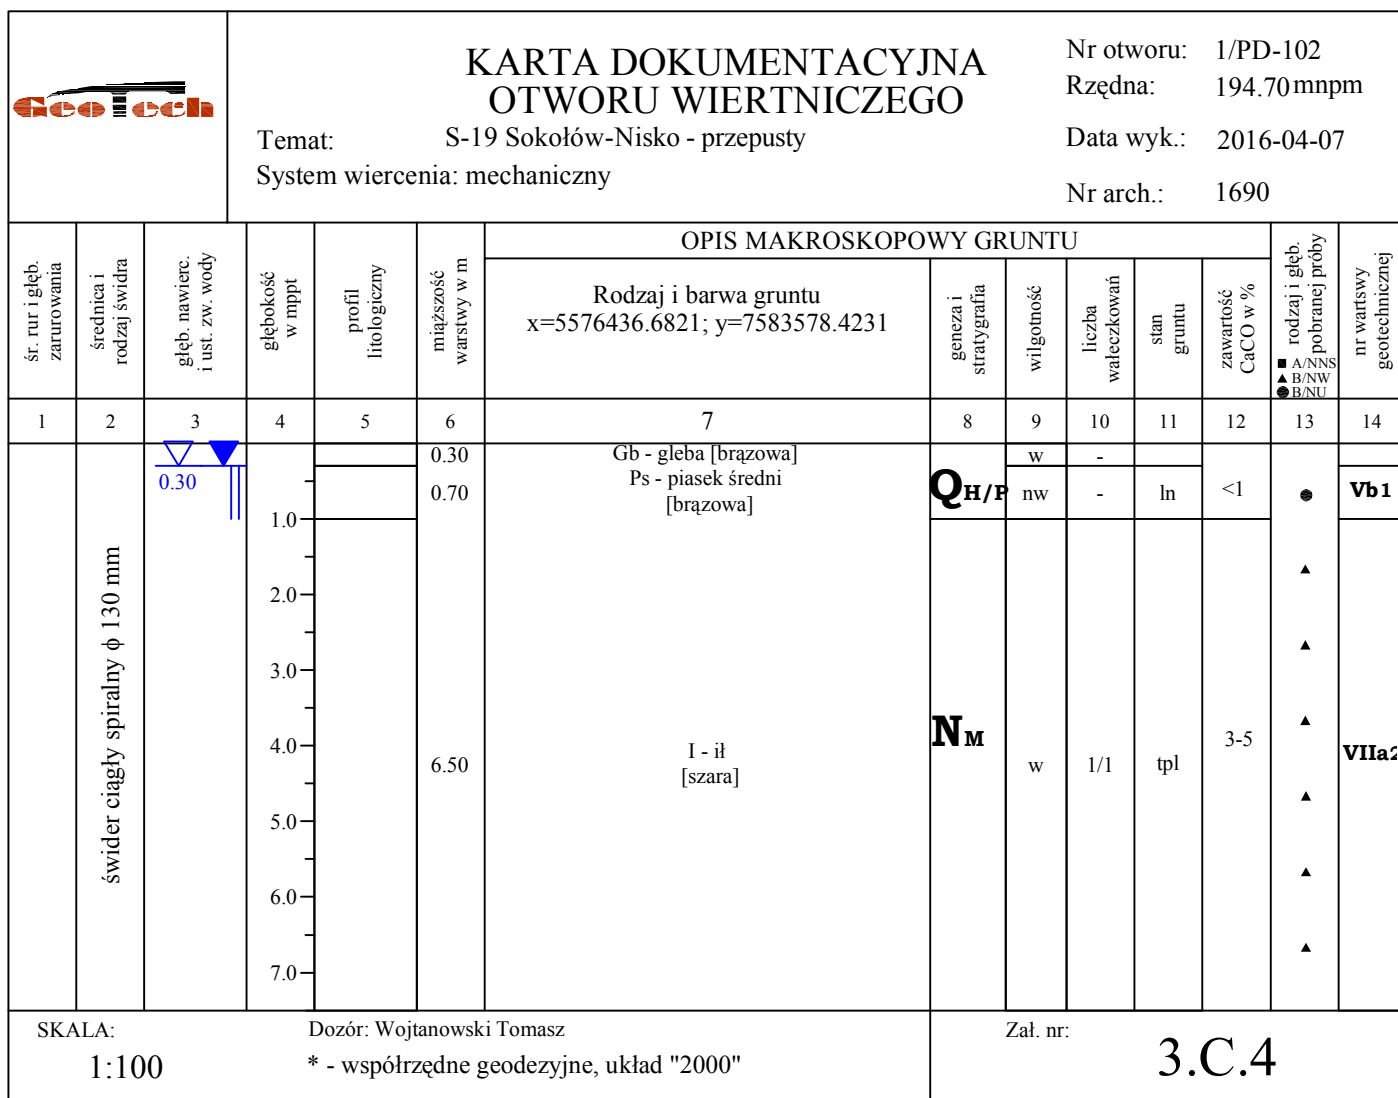 GeoTech
KARTA DOKUMENTACYJNA
OTWORU WIERTNICZEGO
Temat: S-19 Sokołów-Nisko - przepusty
System wiercenia: mechaniczny
Nr otworu: 1/PD-102
Rzędna: 194.70 mnpm
Data wyk.: 2016-04-07
Nr arch.: 1690
śr. rur i głęb.
zarurowania
średnica i
rodzaj świdra
głęb. nawierc.
i ust. zw. wody
głębokość
w mppt
profil
litologiczny
miąższość
warstwy w m
OPIS MAKROSKOPOWY GRUNTU
Rodzaj i barwa gruntu
x=5576436.6821; y=7583578.4231
geneza i
stratygrafia
wilgotność
liczba
wałeczkowań
stan
gruntu
zawartość
CaCO w %
rodzaj i głęb.
pobranej próby
■ A/NNS
▲ B/NW
● B/NU
nr wartswy
geotechnicznej
1 2 3 4 5 6 7 8 9 10 11 12 13 14
0.30 Gb - gleba [brązowa] w -
0.30
0.70 Ps - piasek średni
[brązowa]
QH/P nw - ln <1 Vb1
1.0
2.0
3.0
4.0
5.0
6.0
7.0
świder ciągły spiralny ϕ 130 mm
6.50 I - ił
[szara]
NM w 1/1 tpl 3-5 VIIa2
SKALA:
1:100
Dozór: Wojtanowski Tomasz
* - współrzędne geodezyjne, układ "2000"
Zał. nr:
3.C.4